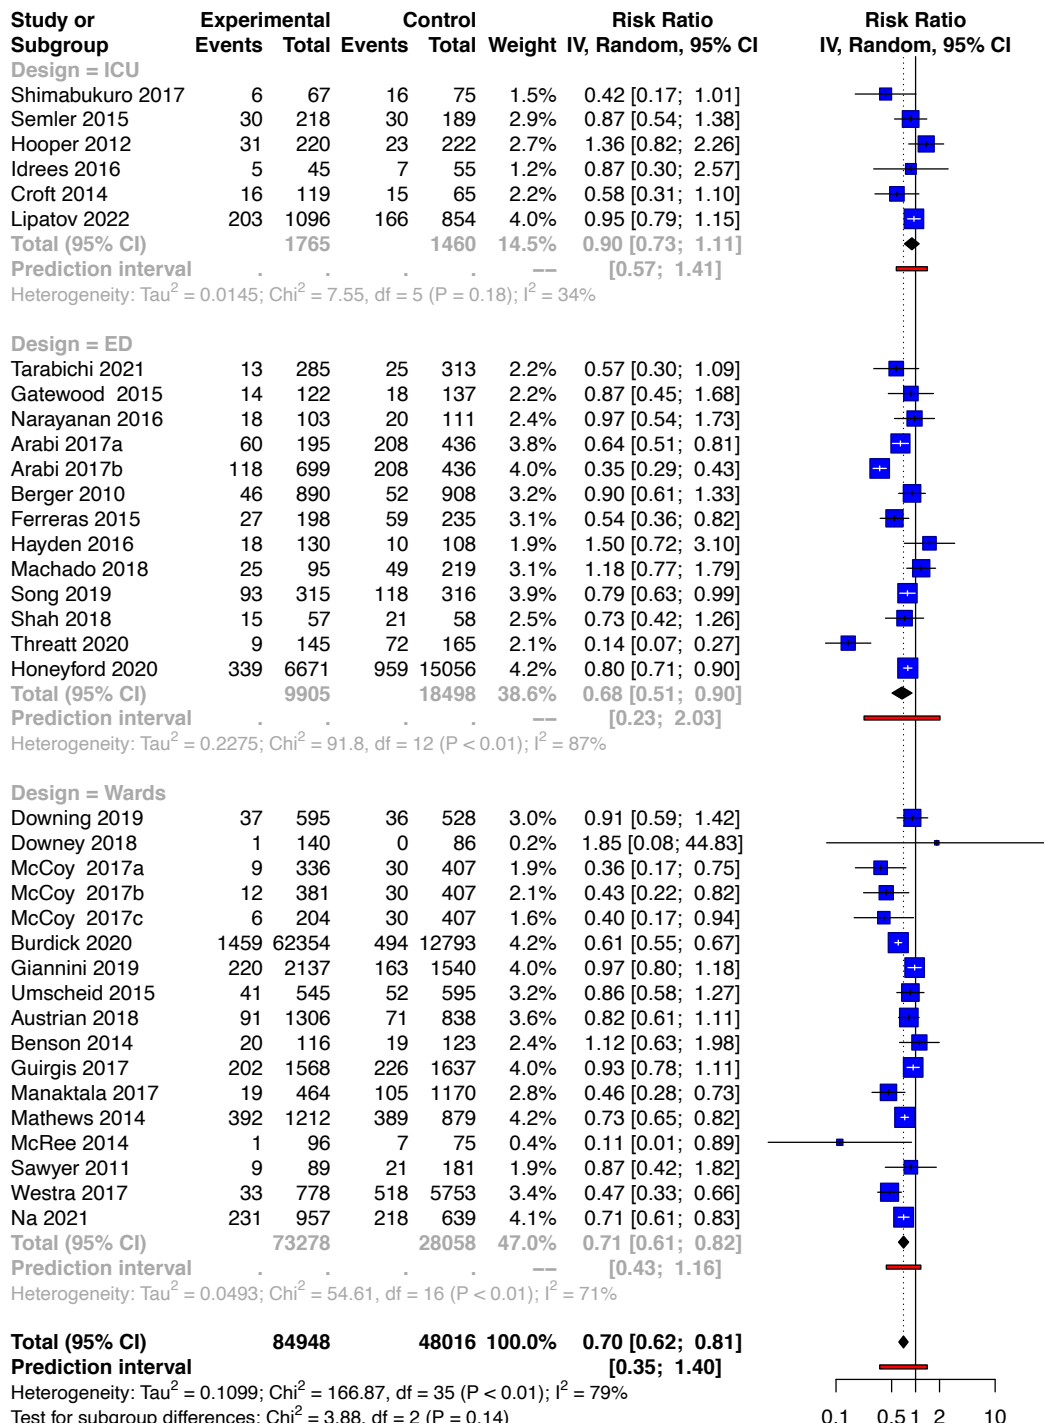 Study or Experimental Control Risk Ratio Risk Ratio
Subgroup Events Total Events Total Weight IV, Random, 95% CI IV, Random, 95% CI
Design = ICU
Shimabukuro 2017 6 67 16 75 1.5% 0.42 [0.17; 1.01]
Semler 2015 30 218 30 189 2.9% 0.87 [0.54; 1.38]
Hooper 2012 31 220 23 222 2.7% 1.36 [0.82; 2.26]
Idrees 2016 5 45 7 55 1.2% 0.87 [0.30; 2.57]
Croft 2014 16 119 15 65 2.2% 0.58 [0.31; 1.10]
Lipatov 2022 203 1096 166 854 4.0% 0.95 [0.79; 1.15]
Total (95% CI) 1765 1460 14.5% 0.90 [0.73; 1.11]
Prediction interval . . . . −− [0.57; 1.41]
Heterogeneity: Tau² = 0.0145; Chi² = 7.55, df = 5 (P = 0.18); I² = 34%
Design = ED
Tarabichi 2021 13 285 25 313 2.2% 0.57 [0.30; 1.09]
Gatewood 2015 14 122 18 137 2.2% 0.87 [0.45; 1.68]
Narayanan 2016 18 103 20 111 2.4% 0.97 [0.54; 1.73]
Arabi 2017a 60 195 208 436 3.8% 0.64 [0.51; 0.81]
Arabi 2017b 118 699 208 436 4.0% 0.35 [0.29; 0.43]
Berger 2010 46 890 52 908 3.2% 0.90 [0.61; 1.33]
Ferreras 2015 27 198 59 235 3.1% 0.54 [0.36; 0.82]
Hayden 2016 18 130 10 108 1.9% 1.50 [0.72; 3.10]
Machado 2018 25 95 49 219 3.1% 1.18 [0.77; 1.79]
Song 2019 93 315 118 316 3.9% 0.79 [0.63; 0.99]
Shah 2018 15 57 21 58 2.5% 0.73 [0.42; 1.26]
Threatt 2020 9 145 72 165 2.1% 0.14 [0.07; 0.27]
Honeyford 2020 339 6671 959 15056 4.2% 0.80 [0.71; 0.90]
Total (95% CI) 9905 18498 38.6% 0.68 [0.51; 0.90]
Prediction interval . . . . −− [0.23; 2.03]
Heterogeneity: Tau² = 0.2275; Chi² = 91.8, df = 12 (P < 0.01); I² = 87%
Design = Wards
Downing 2019 37 595 36 528 3.0% 0.91 [0.59; 1.42]
Downey 2018 1 140 0 86 0.2% 1.85 [0.08; 44.83]
McCoy 2017a 9 336 30 407 1.9% 0.36 [0.17; 0.75]
McCoy 2017b 12 381 30 407 2.1% 0.43 [0.22; 0.82]
McCoy 2017c 6 204 30 407 1.6% 0.40 [0.17; 0.94]
Burdick 2020 1459 62354 494 12793 4.2% 0.61 [0.55; 0.67]
Giannini 2019 220 2137 163 1540 4.0% 0.97 [0.80; 1.18]
Umscheid 2015 41 545 52 595 3.2% 0.86 [0.58; 1.27]
Austrian 2018 91 1306 71 838 3.6% 0.82 [0.61; 1.11]
Benson 2014 20 116 19 123 2.4% 1.12 [0.63; 1.98]
Guirgis 2017 202 1568 226 1637 4.0% 0.93 [0.78; 1.11]
Manaktala 2017 19 464 105 1170 2.8% 0.46 [0.28; 0.73]
Mathews 2014 392 1212 389 879 4.2% 0.73 [0.65; 0.82]
McRee 2014 1 96 7 75 0.4% 0.11 [0.01; 0.89]
Sawyer 2011 9 89 21 181 1.9% 0.87 [0.42; 1.82]
Westra 2017 33 778 518 5753 3.4% 0.47 [0.33; 0.66]
Na 2021 231 957 218 639 4.1% 0.71 [0.61; 0.83]
Total (95% CI) 73278 28058 47.0% 0.71 [0.61; 0.82]
Prediction interval . . . . −− [0.43; 1.16]
Heterogeneity: Tau² = 0.0493; Chi² = 54.61, df = 16 (P < 0.01); I² = 71%
Total (95% CI) 84948 48016 100.0% 0.70 [0.62; 0.81]
Prediction interval [0.35; 1.40]
Heterogeneity: Tau² = 0.1099; Chi² = 166.87, df = 35 (P < 0.01); I² = 79%
Test for subgroup differences: Chi² = 3.88, df = 2 (P = 0.14) 0.1 0.5 1 2 10